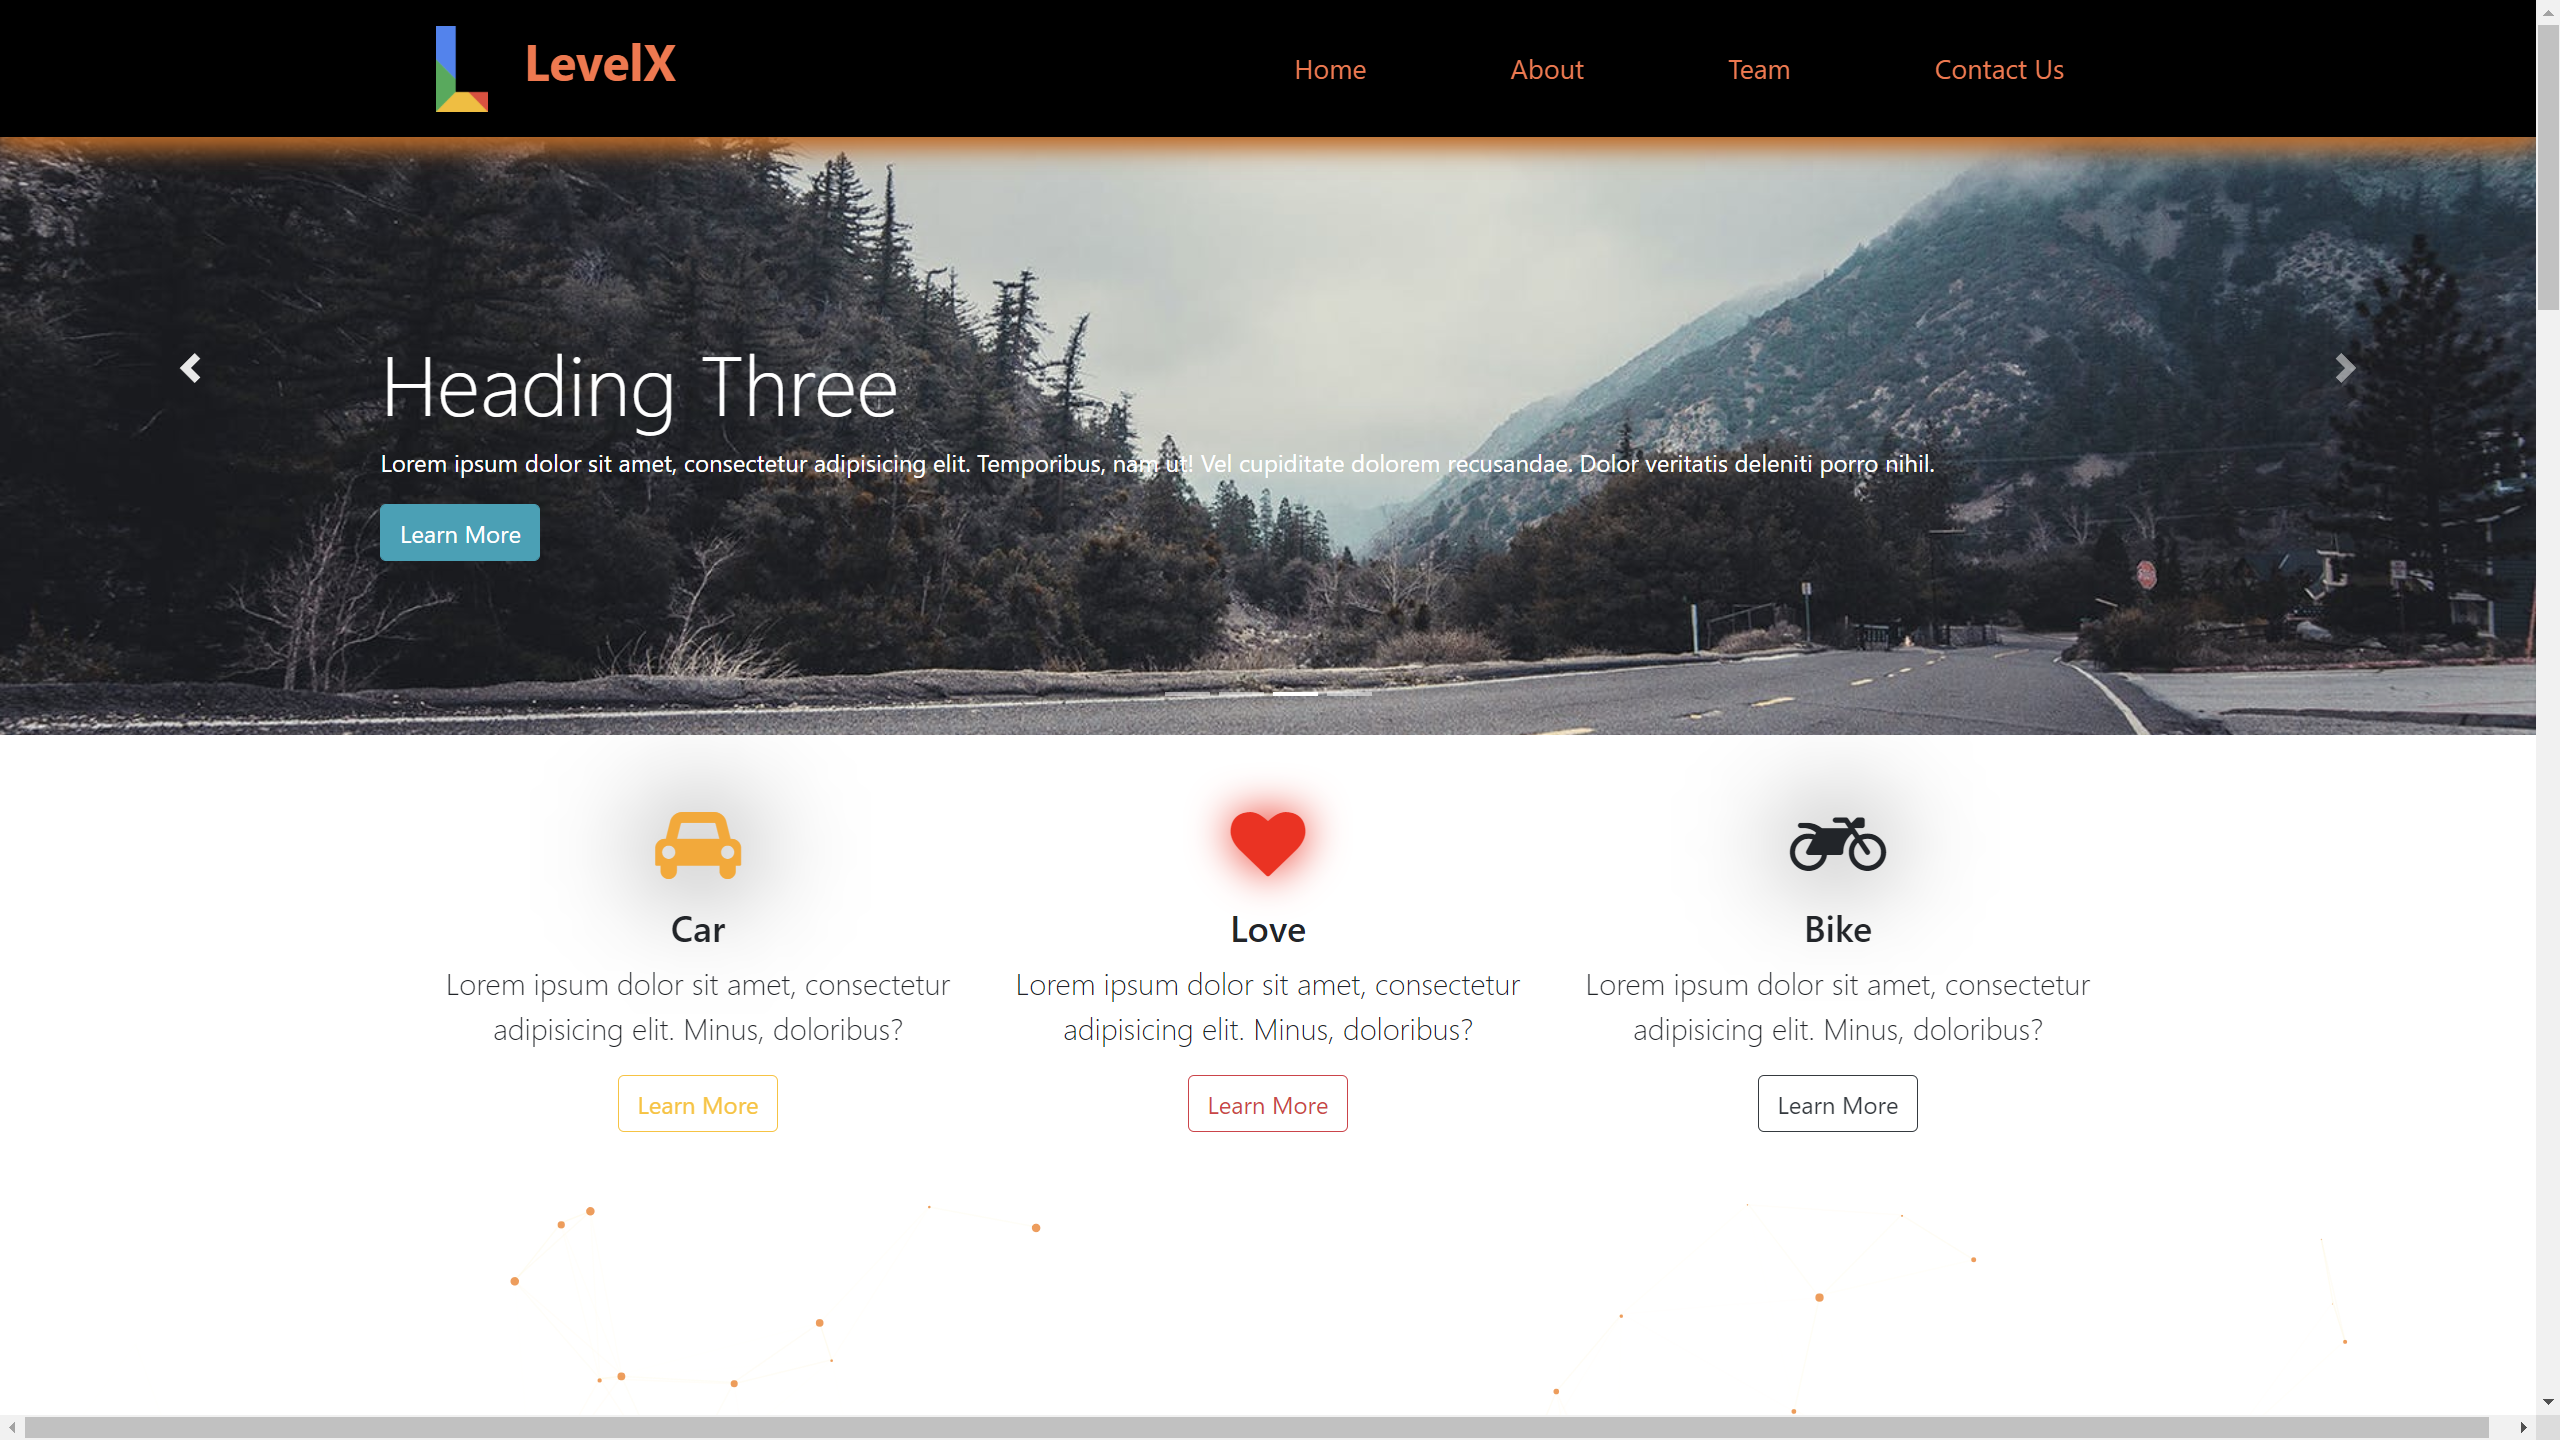 LevelX
Home
About
Team
Contact Us
Heading Three
Lorem ipsum dolor sit amet, consectetur adipisicing elit. Temporibus, nam ut! Vel cupiditate dolorem recusandae. Dolor veritatis deleniti porro nihil.
Learn More
Car
Lorem ipsum dolor sit amet, consectetur
adipisicing elit. Minus, doloribus?
Learn More
Love
Lorem ipsum dolor sit amet, consectetur
adipisicing elit. Minus, doloribus?
Learn More
Bike
Lorem ipsum dolor sit amet, consectetur
adipisicing elit. Minus, doloribus?
Learn More